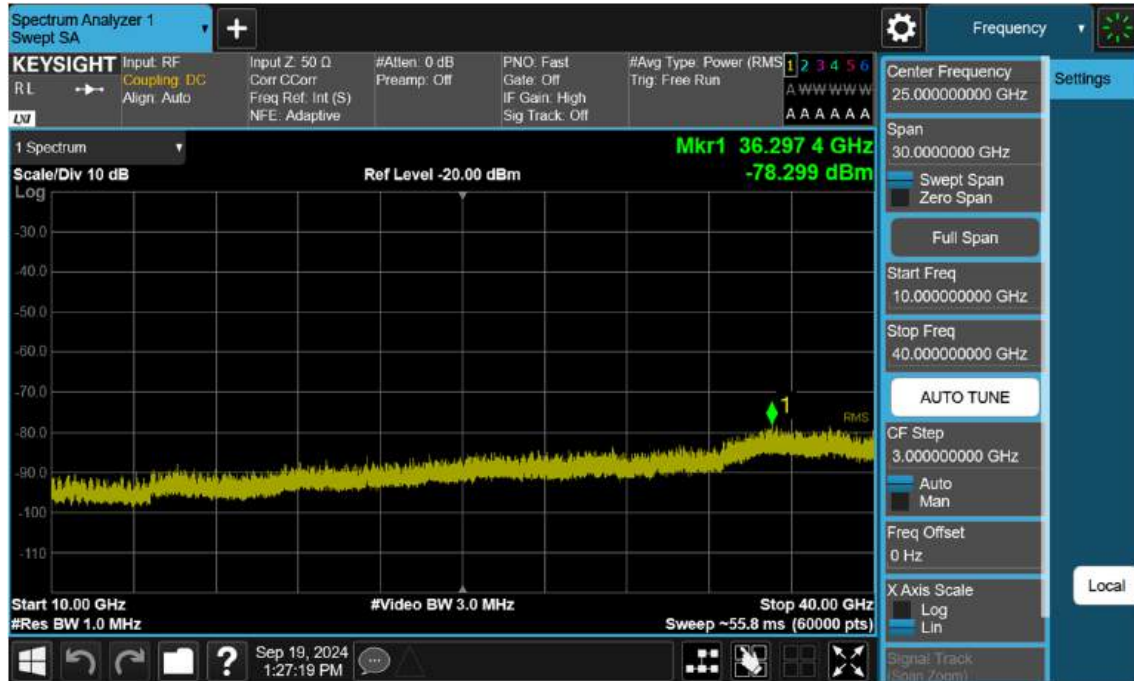 Spectrum Analyzer 1
Swept SA
+
Frequency
KEYSIGHT
RL
LXI
Input: RF
Coupling: DC
Align: Auto
Input Z: 50 Ω
Corr CCorr
Freq Ref: Int (S)
NFE: Adaptive
#Atten: 0 dB
Preamp: Off
PNO: Fast
Gate: Off
IF Gain: High
Sig Track: Off
#Avg Type: Power (RMS
Trig: Free Run
1 2 3 4 5 6
A W W W W W
A A A A A A
1 Spectrum
Scale/Div 10 dB
Ref Level -20.00 dBm
Mkr1 36.297 4 GHz
-78.299 dBm
Log
-30.0
-40.0
-50.0
-60.0
-70.0
-80.0
-90.0
-100
-110
1
RMS
Start 10.00 GHz
#Res BW 1.0 MHz
#Video BW 3.0 MHz
Stop 40.00 GHz
Sweep ~55.8 ms (60000 pts)
Center Frequency
25.000000000 GHz
Span
30.0000000 GHz
Swept Span
Zero Span
Full Span
Start Freq
10.000000000 GHz
Stop Freq
40.000000000 GHz
AUTO TUNE
CF Step
3.000000000 GHz
Auto
Man
Freq Offset
0 Hz
X Axis Scale
Log
Lin
Signal Track
(Span Zoom)
Settings
Local
?
Sep 19, 2024
1:27:19 PM